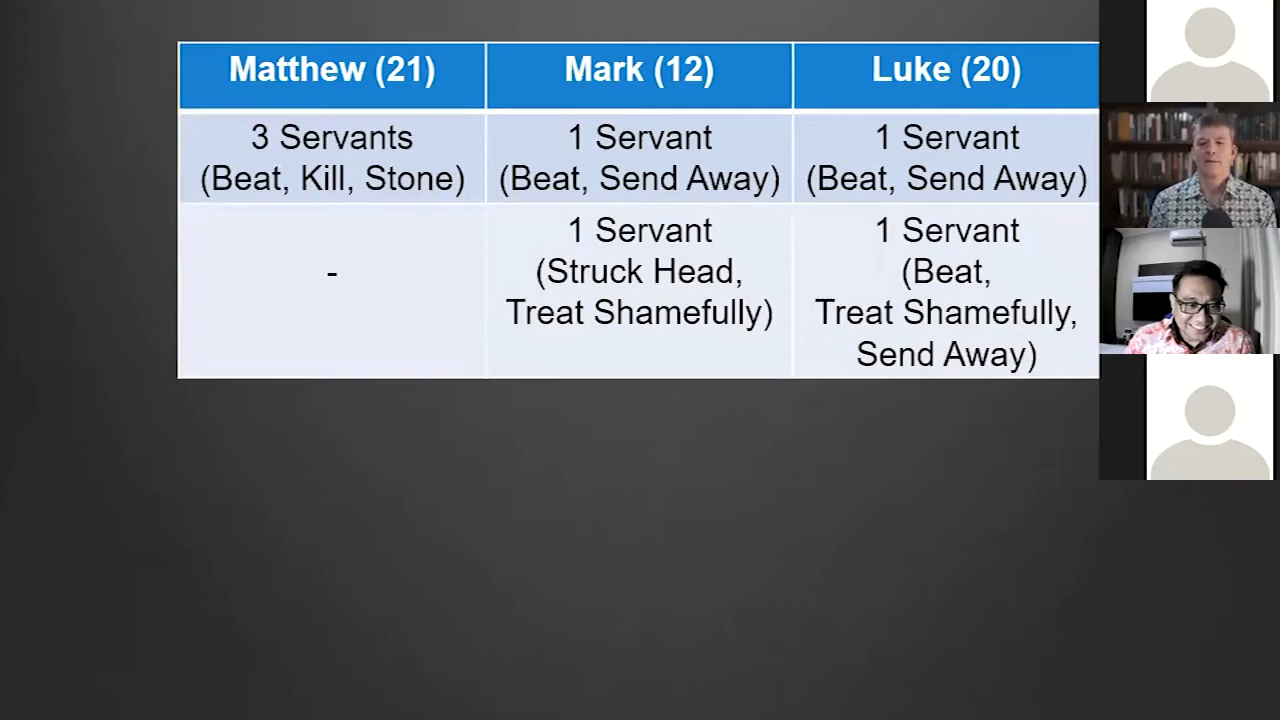 Matthew (21)
Mark (12)
Luke (20)
3 Servants
(Beat, Kill, Stone)
1 Servant
(Beat, Send Away)
1 Servant
(Beat, Send Away)
-
1 Servant
(Struck Head,
Treat Shamefully)
1 Servant
(Beat,
Treat Shamefully,
Send Away)